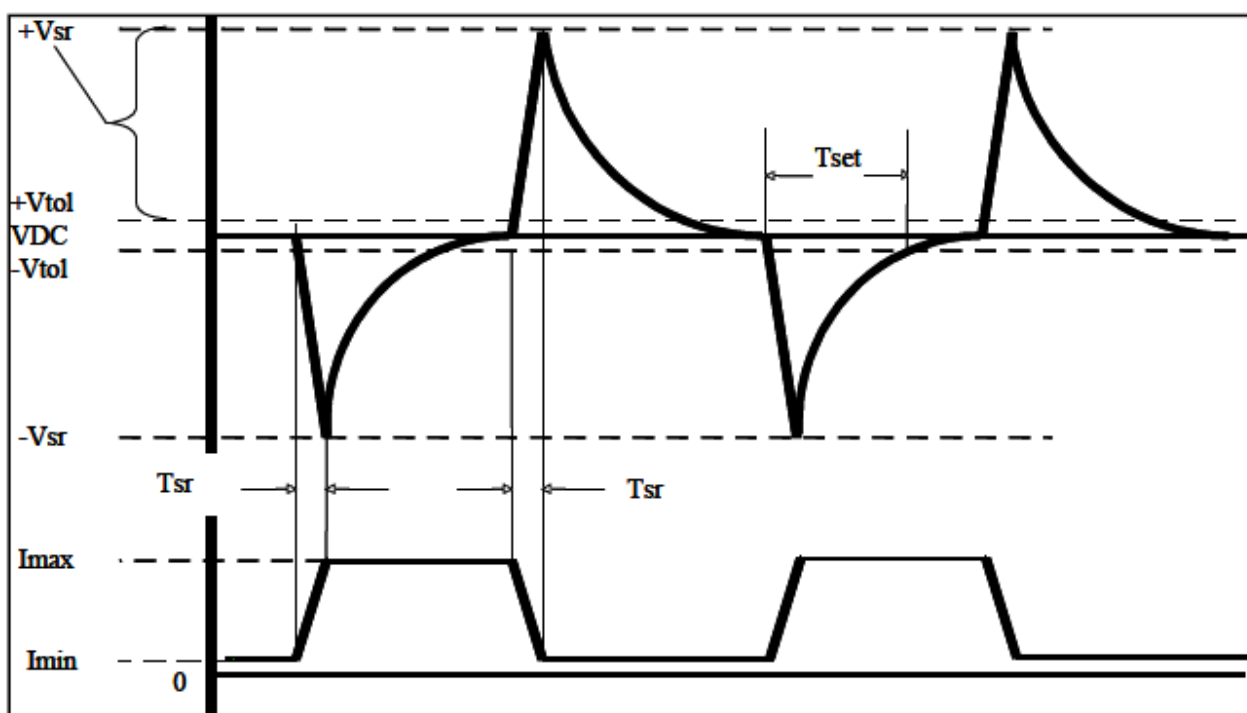 +Vsr
Tset
+Vtol
VDC
-Vtol
-Vsr
Tsr
Tsr
Imax
Imin
0